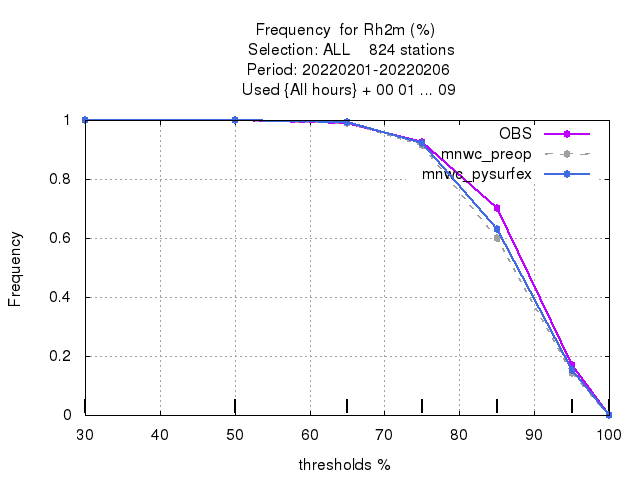 Frequency  for Rh2m (%)
Selection: ALL    824 stations
Period: 20220201-20220206
Used {All hours} + 00 01 ... 09
OBS
mnwc_preop
mnwc_pysurfex
1
0.8
0.6
0.4
0.2
0
Frequency
30 40 50 60 70 80 90 100
thresholds %